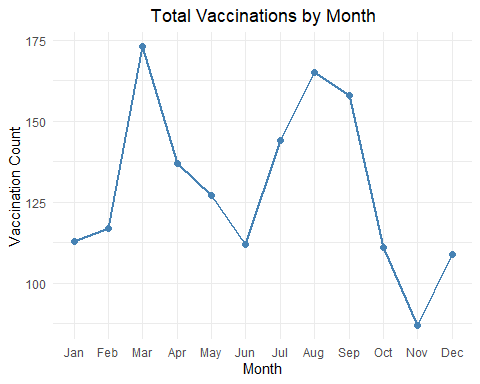 Total Vaccinations by Month
Vaccination Count
175
150
125
100
Jan Feb Mar Apr May Jun Jul Aug Sep Oct Nov Dec
Month